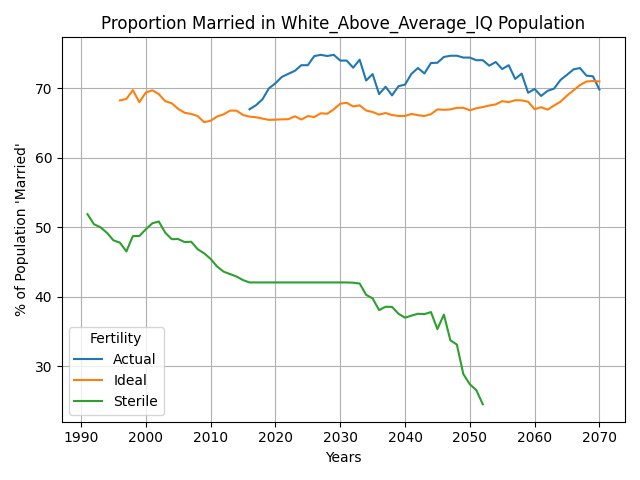 Proportion Married in White_Above_Average_IQ Population
% of Population 'Married'
70
60
50
40
30
Fertility
Actual
Ideal
Sterile
1990 2000 2010 2020 2030 2040 2050 2060 2070
Years